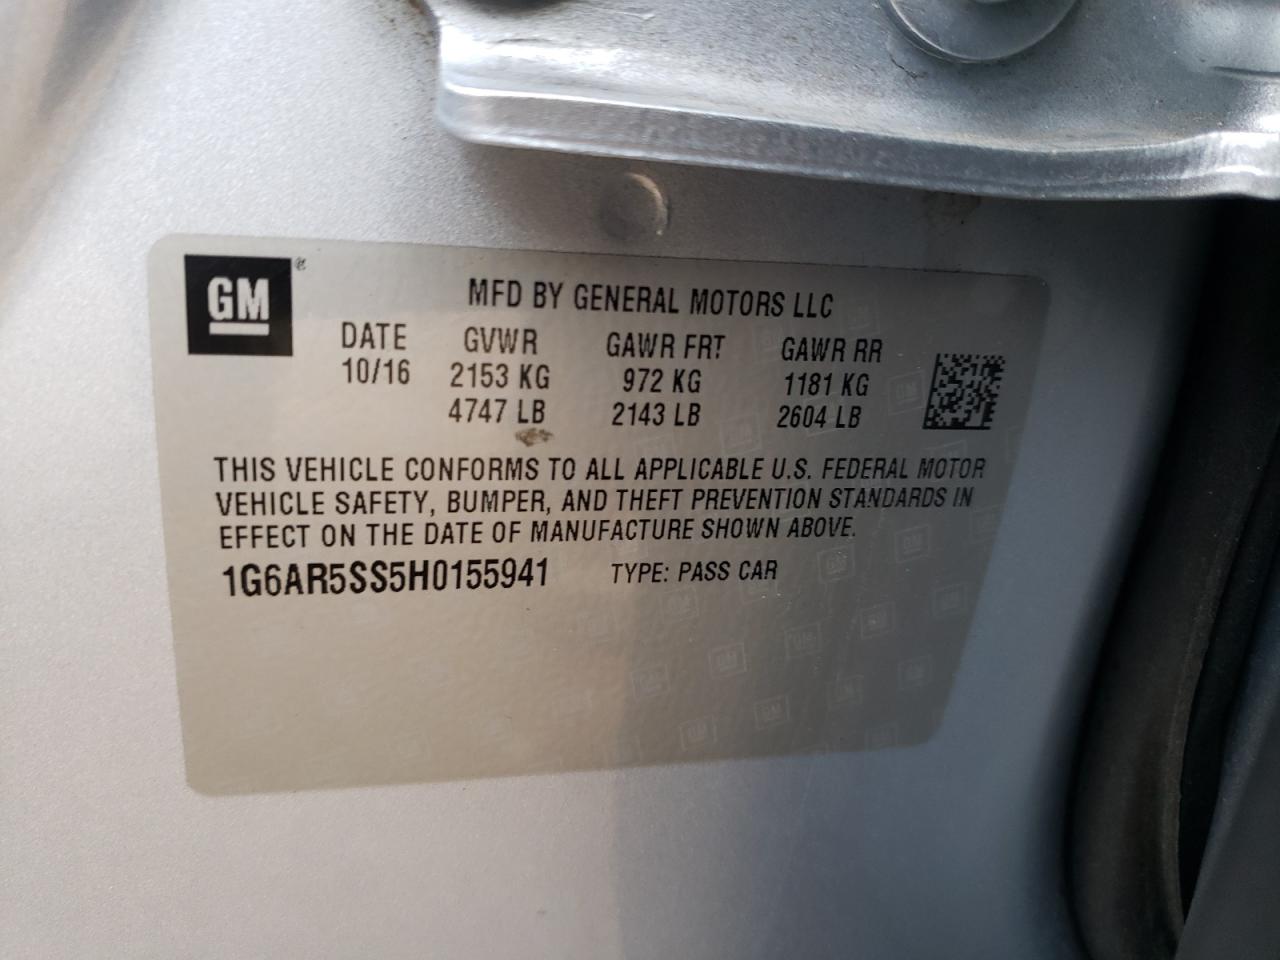 GM®
MFD BY GENERAL MOTORS LLC
DATE GVWR GAWR FRT GAWR RR
10/16 2153 KG 972 KG 1181 KG
4747 LB 2143 LB 2604 LB
THIS VEHICLE CONFORMS TO ALL APPLICABLE U.S. FEDERAL MOTOR
VEHICLE SAFETY, BUMPER, AND THEFT PREVENTION STANDARDS IN
EFFECT ON THE DATE OF MANUFACTURE SHOWN ABOVE.
1G6AR5SS5H0155941 TYPE: PASS CAR